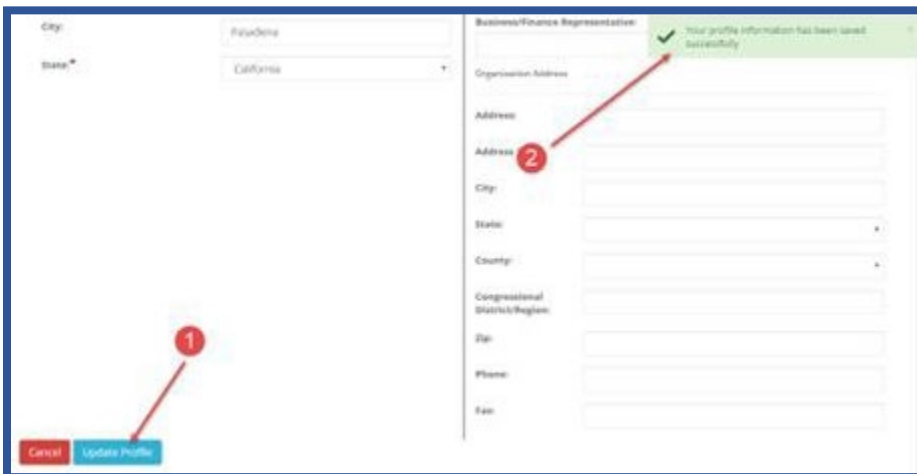 City:
Pasadena
State:*
California
Business/Finance Representative:
Your profile information has been saved
successfully
Organization Address
Address:
Address
2
City:
State:
County:
Congressional
District/Region:
Zip:
Phone:
Fax:
1
Cancel
Update Profile